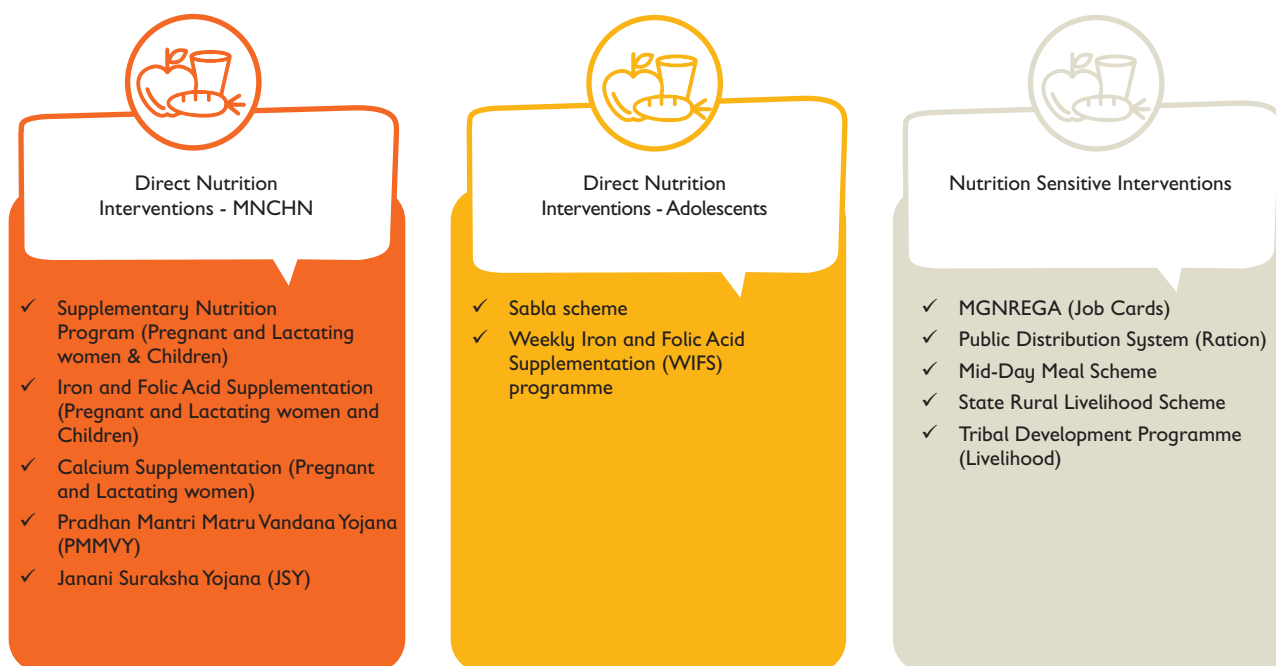 Direct Nutrition
Interventions - MNCHN
✓ Supplementary Nutrition
Program (Pregnant and Lactating
women & Children)
✓ Iron and Folic Acid Supplementation
(Pregnant and Lactating women and
Children)
✓ Calcium Supplementation (Pregnant
and Lactating women)
✓ Pradhan Mantri Matru Vandana Yojana
(PMMVY)
✓ Janani Suraksha Yojana (JSY)
Direct Nutrition
Interventions - Adolescents
✓ Sabla scheme
✓ Weekly Iron and Folic Acid
Supplementation (WIFS)
programme
Nutrition Sensitive Interventions
✓ MGNREGA (Job Cards)
✓ Public Distribution System (Ration)
✓ Mid-Day Meal Scheme
✓ State Rural Livelihood Scheme
✓ Tribal Development Programme
(Livelihood)